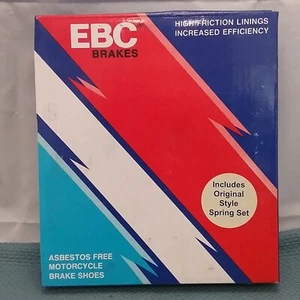 EBC
BRAKES
HIGH FRICTION LININGS
INCREASED EFFICIENCY
Includes
Original
Style
Spring Set
ASBESTOS FREE
MOTORCYCLE
BRAKE SHOES